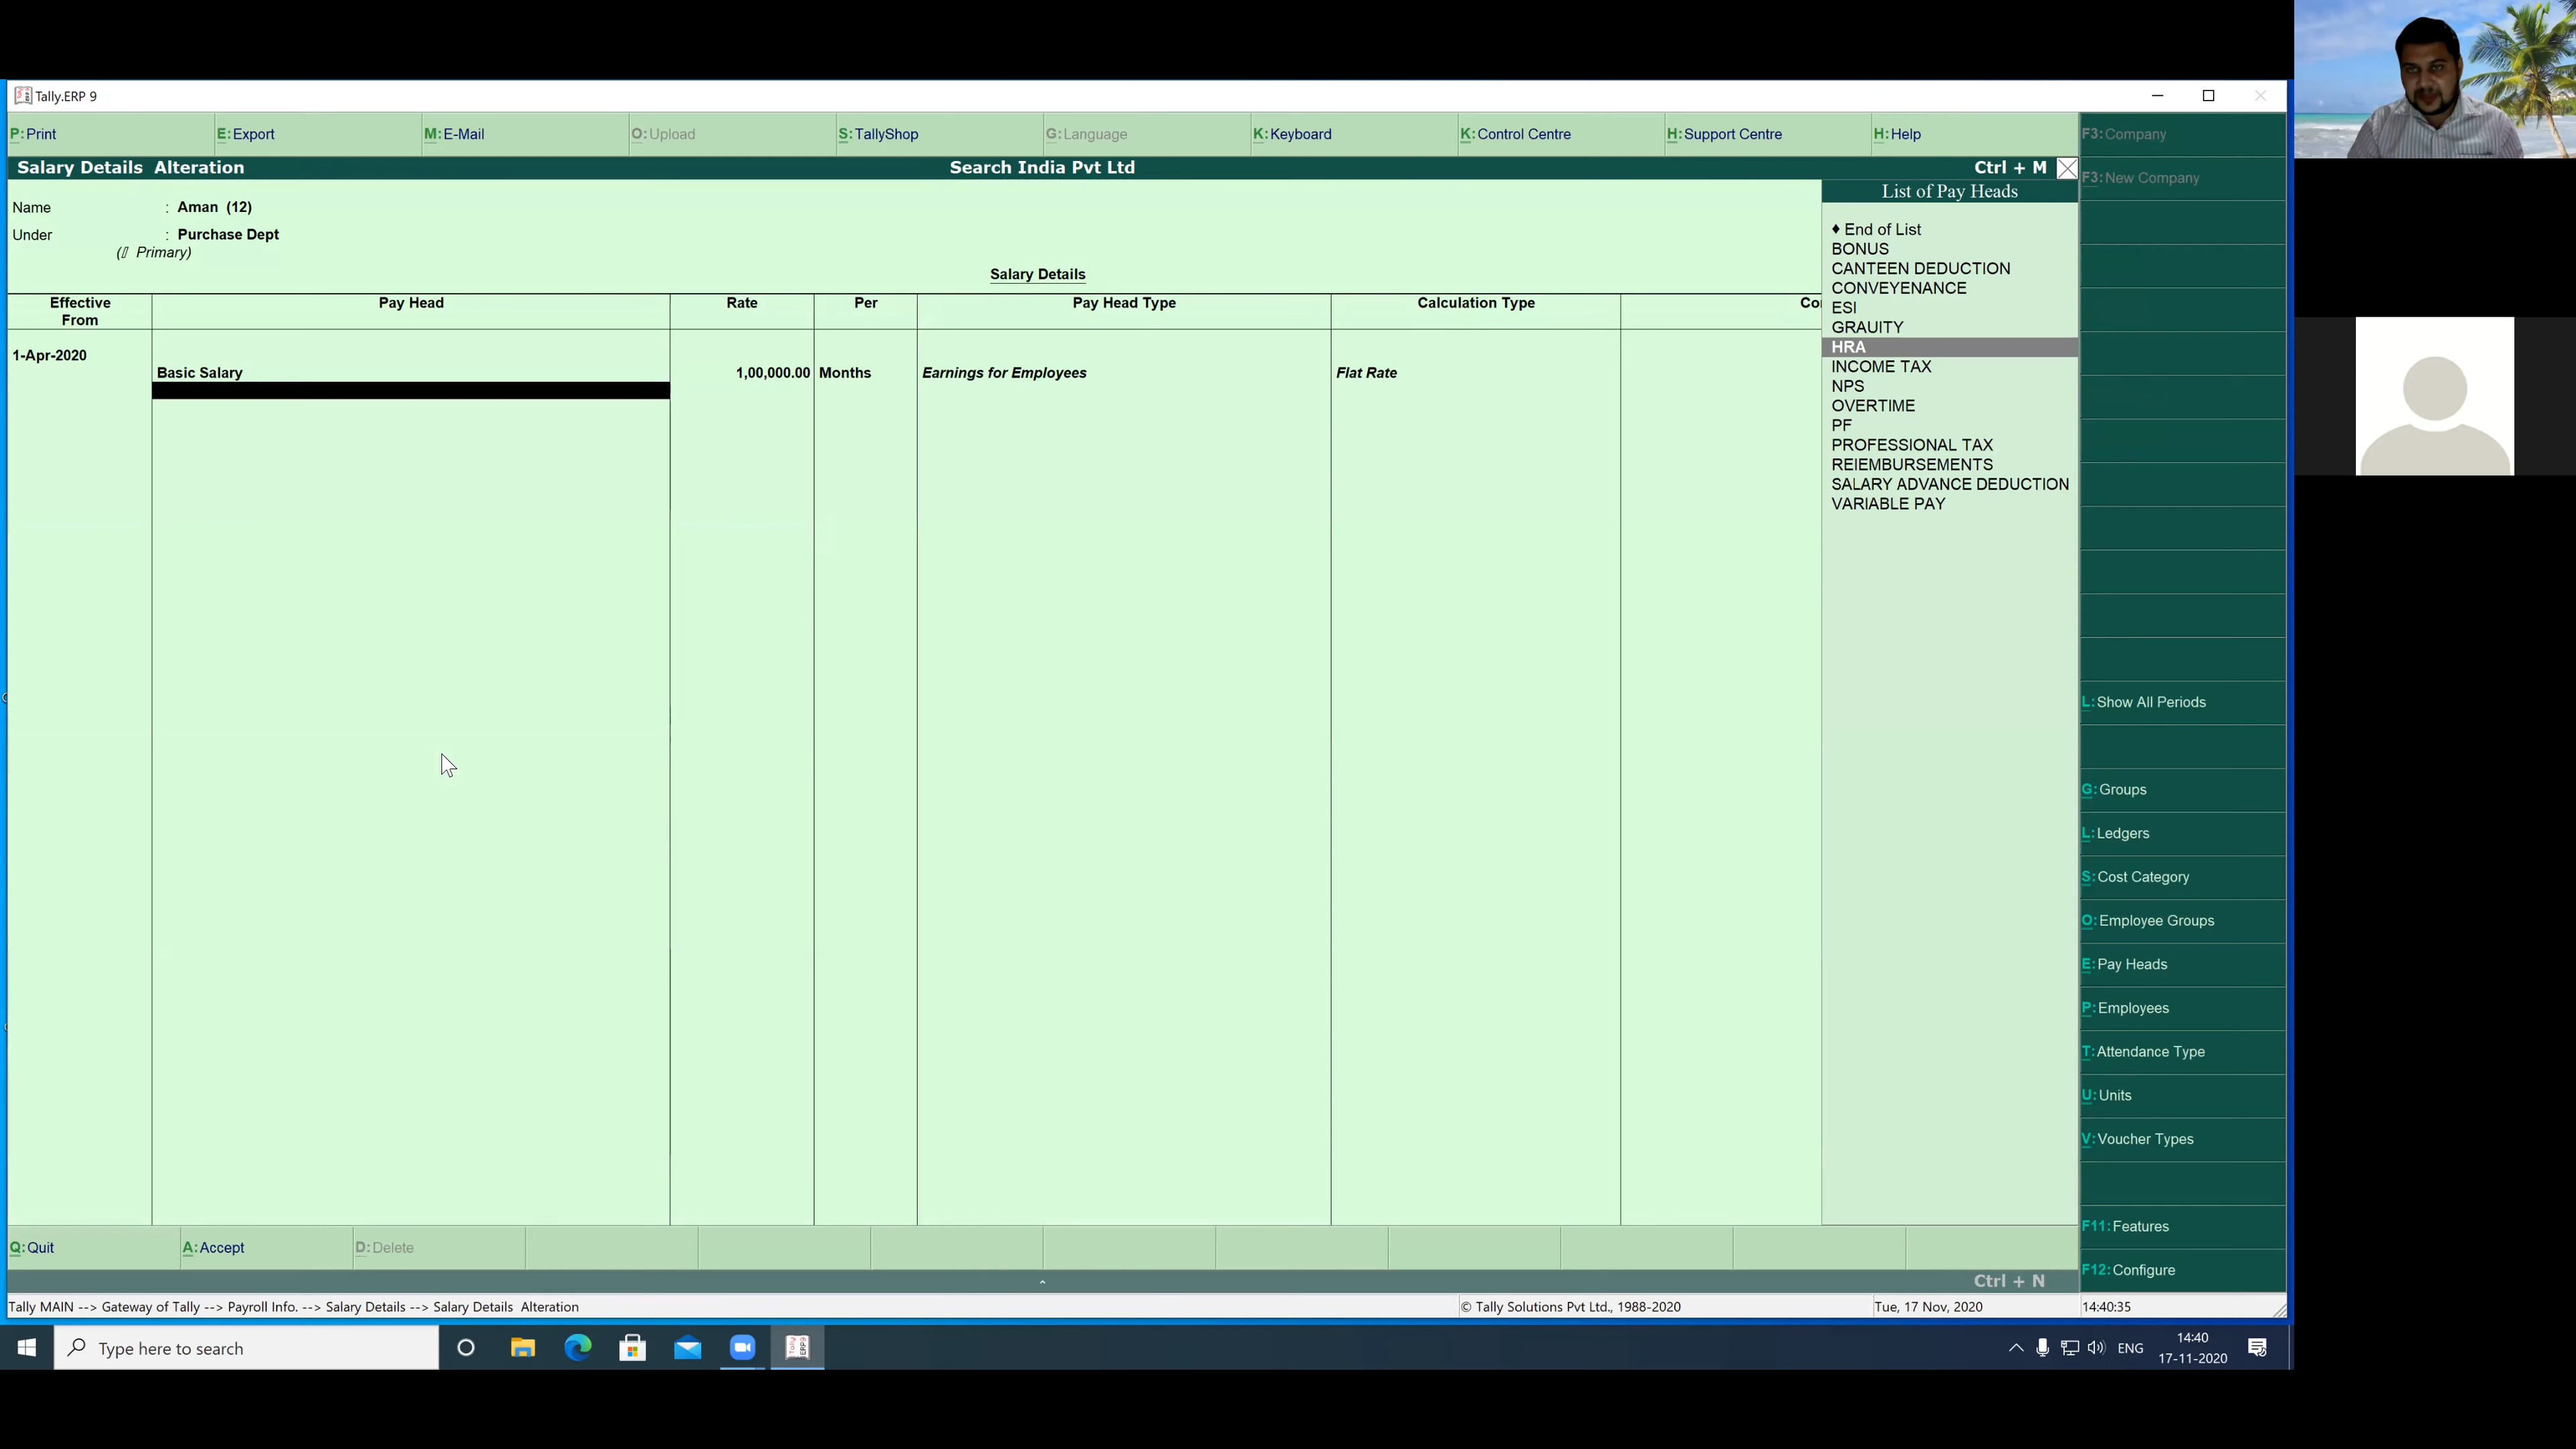 Tally.ERP 9
P:Print E:Export M:E-Mail O:Upload S:TallyShop G:Language K:Keyboard K:Control Centre H:Support Centre H:Help F3:Company
Salary Details Alteration Search India Pvt Ltd Ctrl + M
F3:New Company
List of Pay Heads
Name : Aman (12)
Under : Purchase Dept
( Primary)
♦ End of List
BONUS
CANTEEN DEDUCTION
CONVEYENANCE
ESI
GRAUITY
HRA
INCOME TAX
NPS
OVERTIME
PF
PROFESSIONAL TAX
REIEMBURSEMENTS
SALARY ADVANCE DEDUCTION
VARIABLE PAY
Salary Details
Effective From Pay Head Rate Per Pay Head Type Calculation Type Co
1-Apr-2020
Basic Salary 1,00,000.00 Months Earnings for Employees Flat Rate
L:Show All Periods
G:Groups
L:Ledgers
S:Cost Category
O:Employee Groups
E:Pay Heads
P:Employees
T:Attendance Type
U:Units
V:Voucher Types
F11:Features
F12:Configure
Q:Quit A:Accept D:Delete
Ctrl + N
Tally MAIN --> Gateway of Tally --> Payroll Info. --> Salary Details --> Salary Details Alteration © Tally Solutions Pvt Ltd., 1988-2020 Tue, 17 Nov, 2020 14:40:35
Type here to search
ENG
14:40
17-11-2020